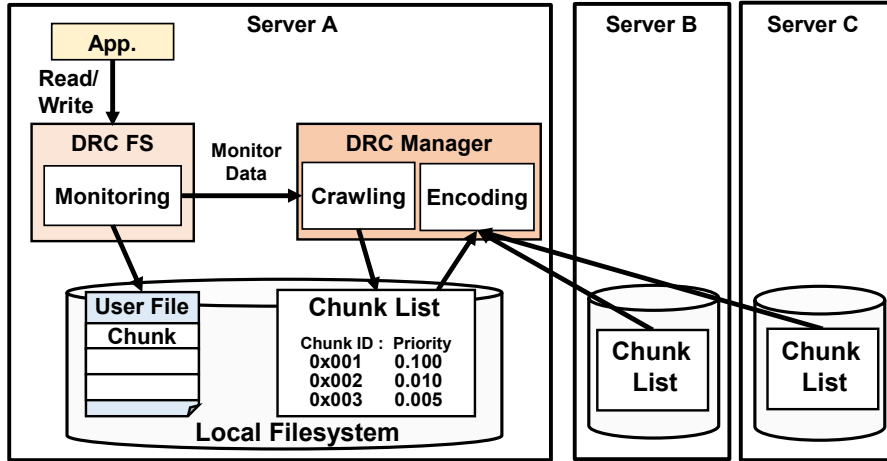 Server A
App.
Read/
Write
DRC FS
Monitoring
Monitor
Data
DRC Manager
Crawling
Encoding
User File
Chunk
Chunk List
Chunk ID : Priority
0x001 0.100
0x002 0.010
0x003 0.005
Local Filesystem
Server B
Chunk
List
Server C
Chunk
List